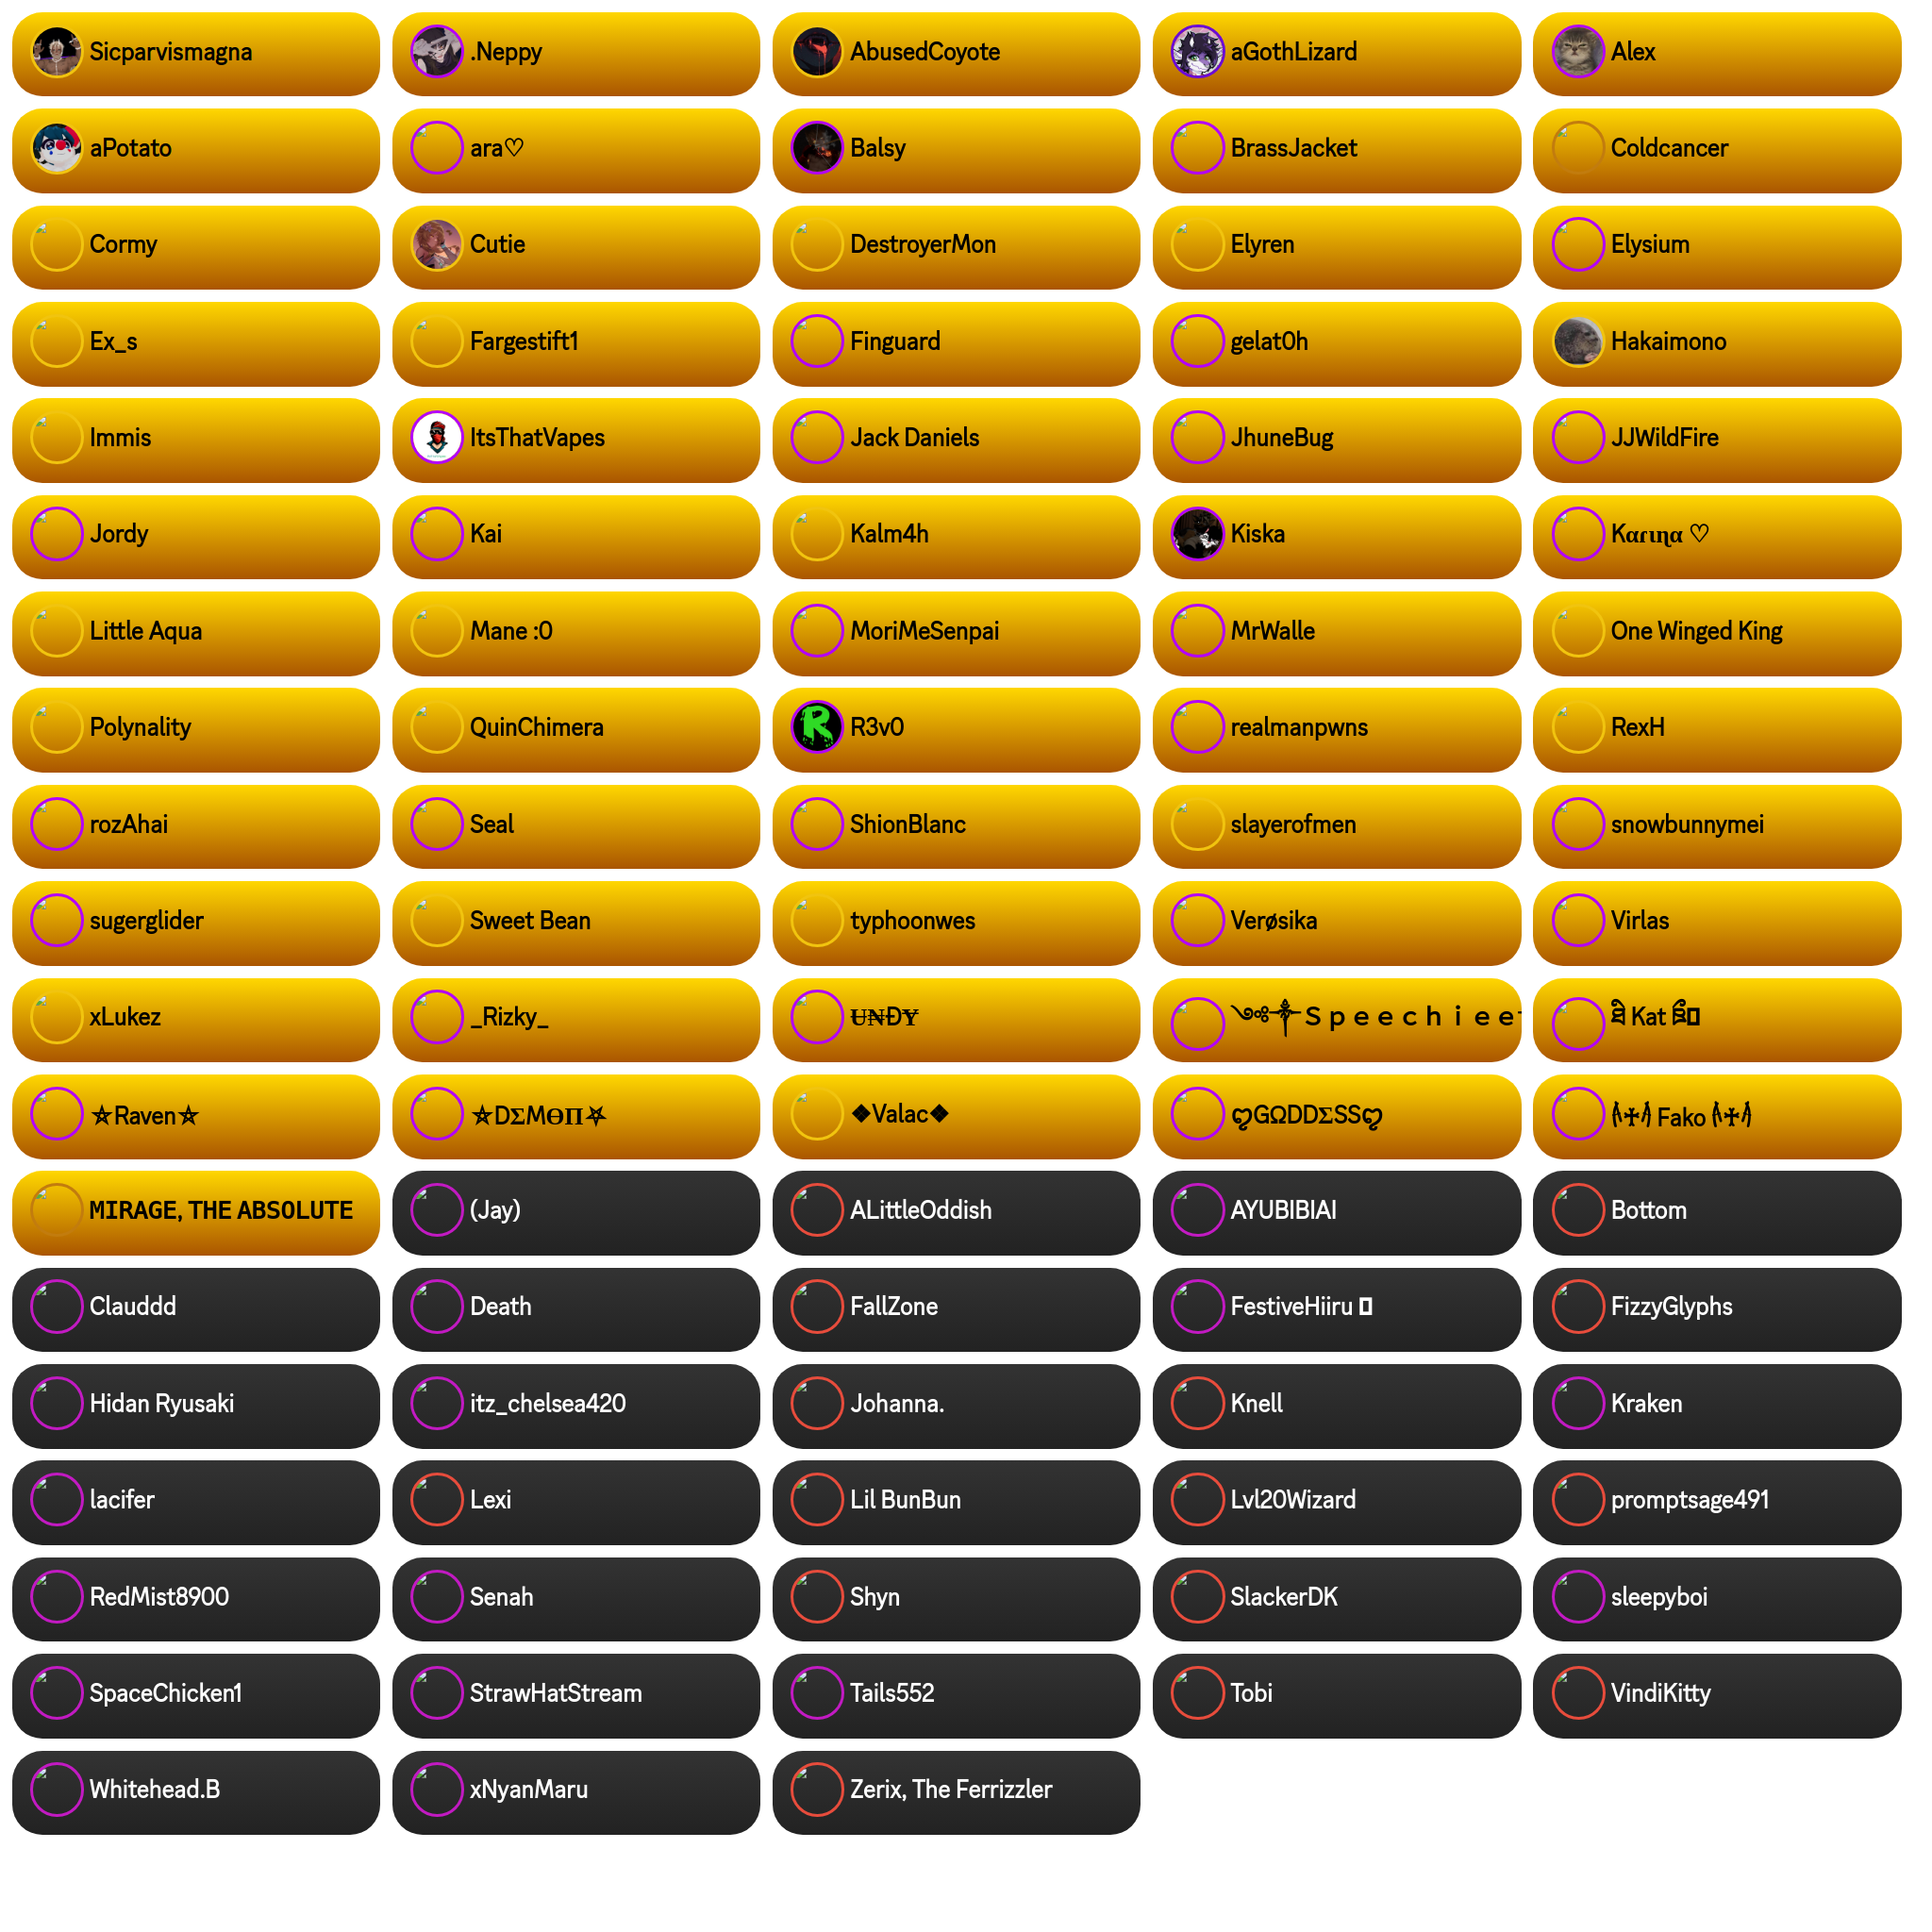 Sicparvismagna
.Neppy
AbusedCoyote
aGothLizard
Alex
aPotato
ara♡
Balsy
BrassJacket
Coldcancer
Cormy
Cutie
DestroyerMon
Elyren
Elysium
Ex_s
Fargestift1
Finguard
gelat0h
Hakaimono
Immis
ItsThatVapes
Jack Daniels
JhuneBug
JJWildFire
Jordy
Kai
Kalm4h
Kiska
Kαɾιɳα ♡
Little Aqua
Mane :0
MoriMeSenpai
MrWalle
One Winged King
Polynality
QuinChimera
R3v0
realmanpwns
RexH
rozAhai
Seal
ShionBlanc
slayerofmen
snowbunnymei
sugerglider
Sweet Bean
typhoonwes
Verøsika
Virlas
xLukez
_Rizky_
Ʉ₦ĐɎ
༺༒Ｓｐｅｅｃｈｉｅｅ
Kat
⛥Raven⛥
⛥DΣMӨП⛧
❖Valac❖
ღGΩDDΣSSღ
Fako
MIRAGE, THE ABSOLUTE
(Jay)
ALittleOddish
AYUBIBIAI
Bottom
Clauddd
Death
FallZone
FestiveHiiru
FizzyGlyphs
Hidan Ryusaki
itz_chelsea420
Johanna.
Knell
Kraken
lacifer
Lexi
Lil BunBun
Lvl20Wizard
promptsage491
RedMist8900
Senah
Shyn
SlackerDK
sleepyboi
SpaceChicken1
StrawHatStream
Tails552
Tobi
VindiKitty
Whitehead.B
xNyanMaru
Zerix, The Ferrizzler